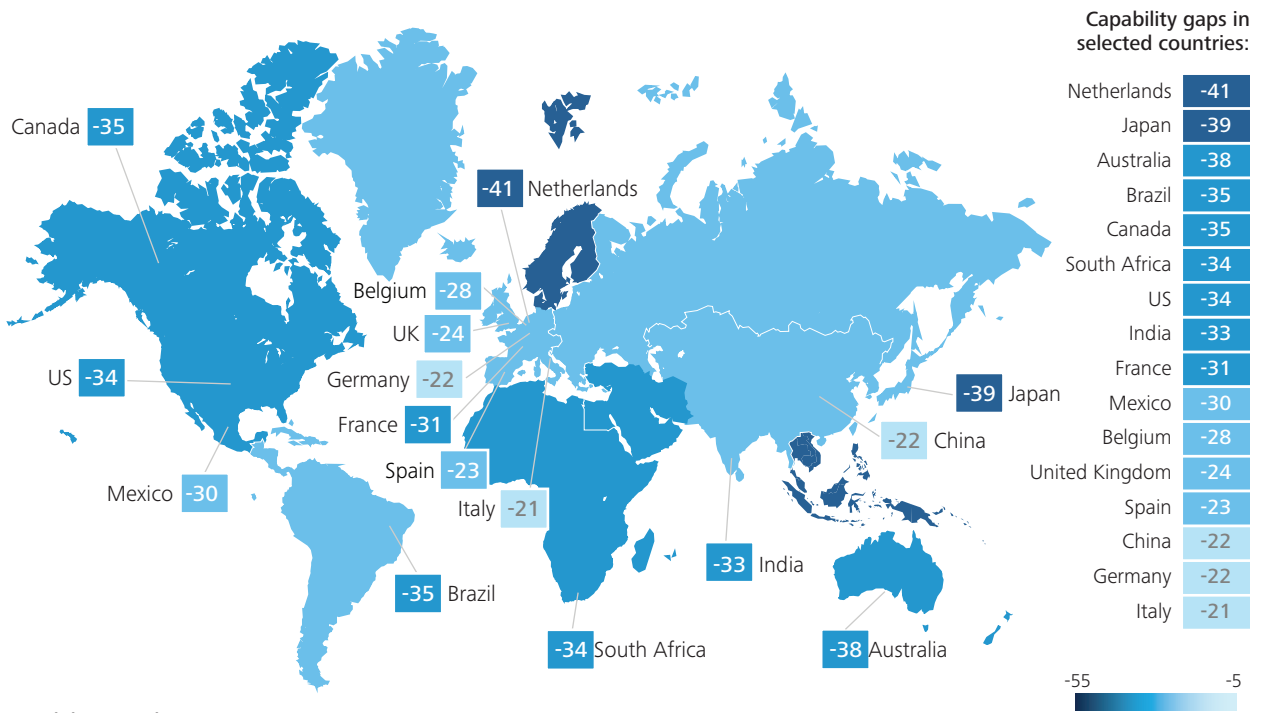 Capability gaps in
selected countries:
Canada -35
-41 Netherlands
Belgium -28
UK -24
US -34
Germany -22
France -31
-39 Japan
-22 China
Spain -23
Mexico -30
Italy -21
-33 India
-35 Brazil
-34 South Africa
-38 Australia
Netherlands -41
Japan -39
Australia -38
Brazil -35
Canada -35
South Africa -34
US -34
India -33
France -31
Mexico -30
Belgium -28
United Kingdom -24
Spain -23
China -22
Germany -22
Italy -21
-55 -5